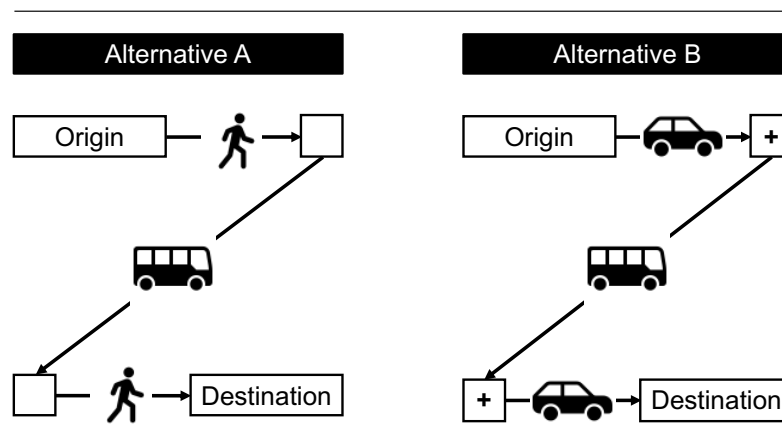 Alternative A
Alternative B
Origin
Origin
+
+
Destination
Destination